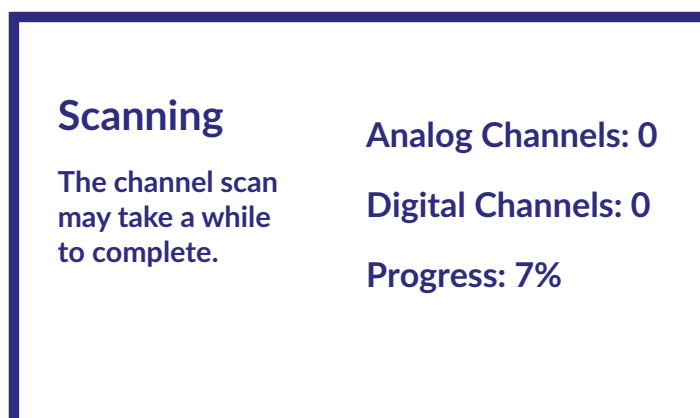 Scanning
The channel scan
may take a while
to complete.
Analog Channels: 0
Digital Channels: 0
Progress: 7%